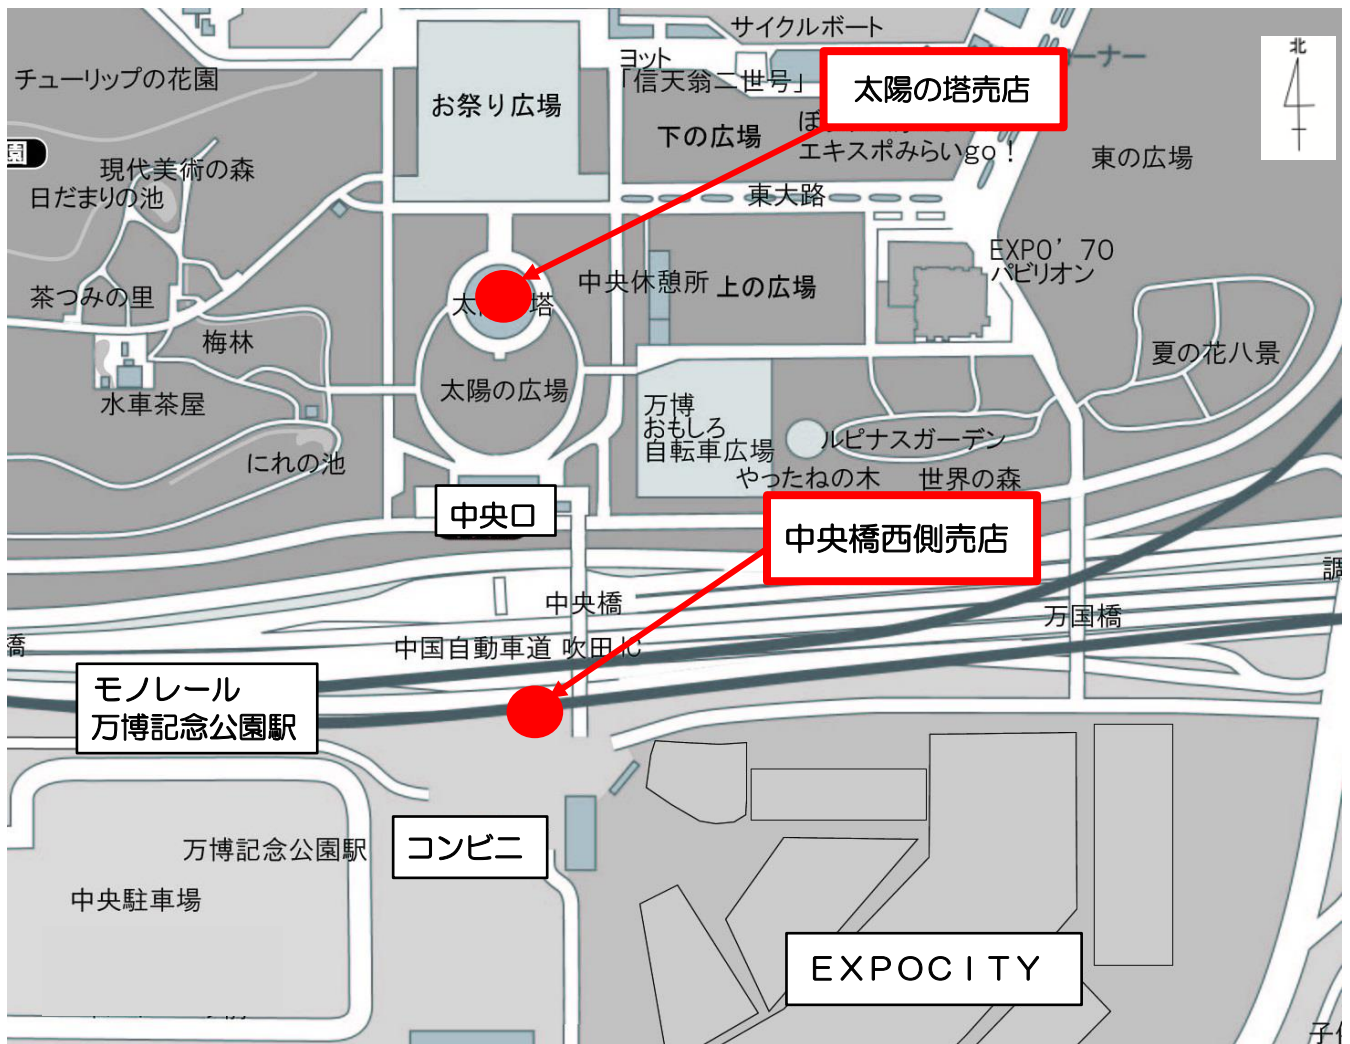 サイクルボート
ヨット
「信天翁二世号」
ーナー
北
チューリップの花園
お祭り広場
太陽の塔売店
下の広場
エキスポみらいgo！
東の広場
園
現代美術の森
日だまりの池
東大路
EXPO’70
パビリオン
茶つみの里
太
塔
中央休憩所
上の広場
梅林
夏の花八景
水車茶屋
太陽の広場
万博
おもしろ
自転車広場
ルピナスガーデン
にれの池
やったねの木
世界の森
中央口
中央橋西側売店
調
中央橋
万国橋
橋
中国自動車道 吹田
モノレール
万博記念公園駅
コンビニ
万博記念公園駅
中央駐車場
ＥＸＰＯＣＩＴＹ